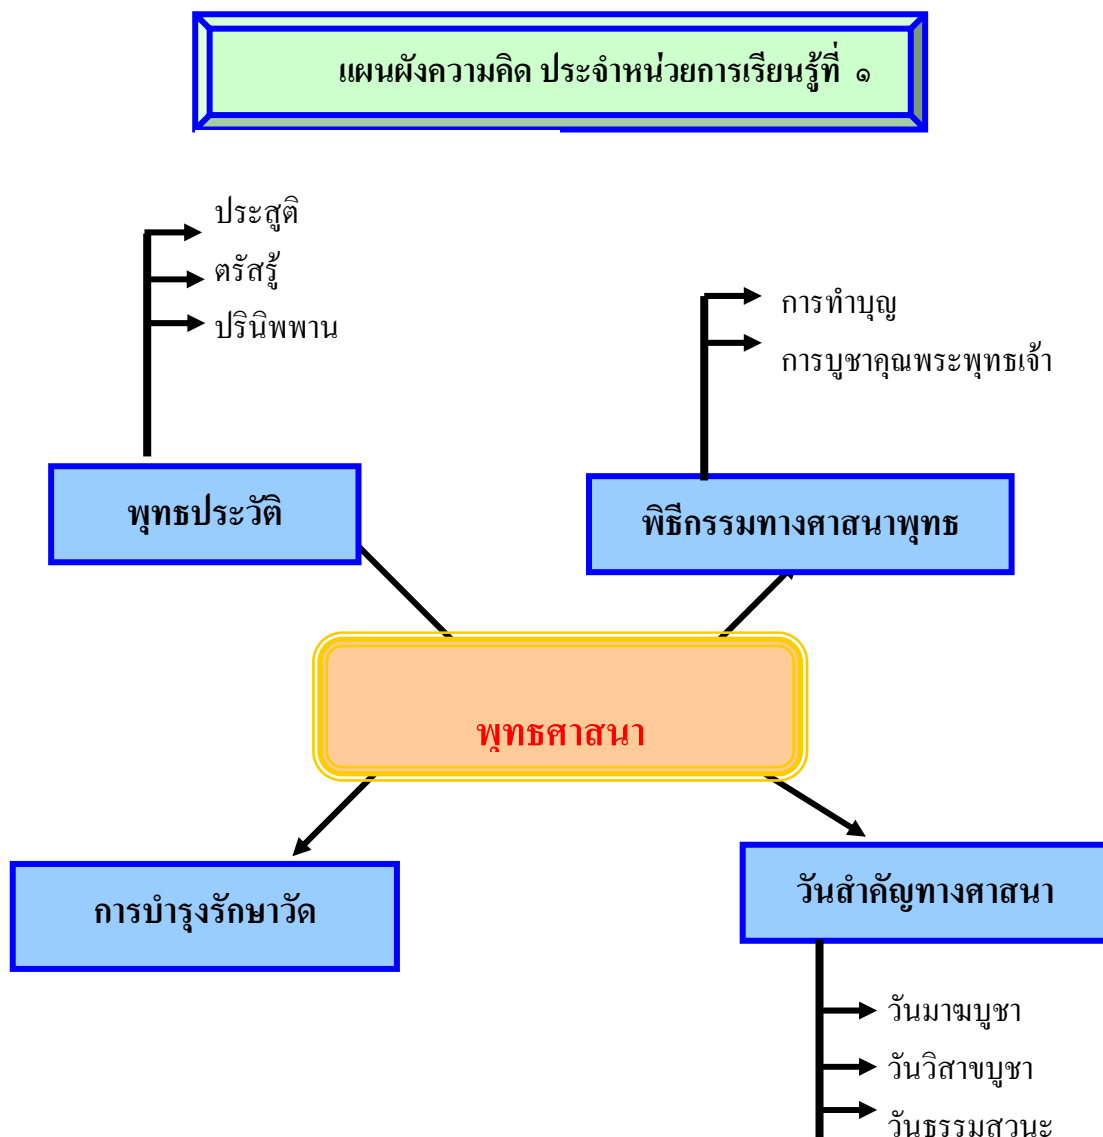 แผนผังความคิด ประจำหน่วยการเรียนรู้ที่ ๑
ประสูติ
ตรัสรู้
ปรินิพพาน
การทำบุญ
การบูชาคุณพระพุทธเจ้า
พุทธประวัติ
พิธีกรรมทางศาสนาพุทธ
พุทธศาสนา
การบำรุงรักษาวัด
วันสำคัญทางศาสนา
วันมาฆบูชา
วันวิสาขบูชา
วันธรรมสวนะ